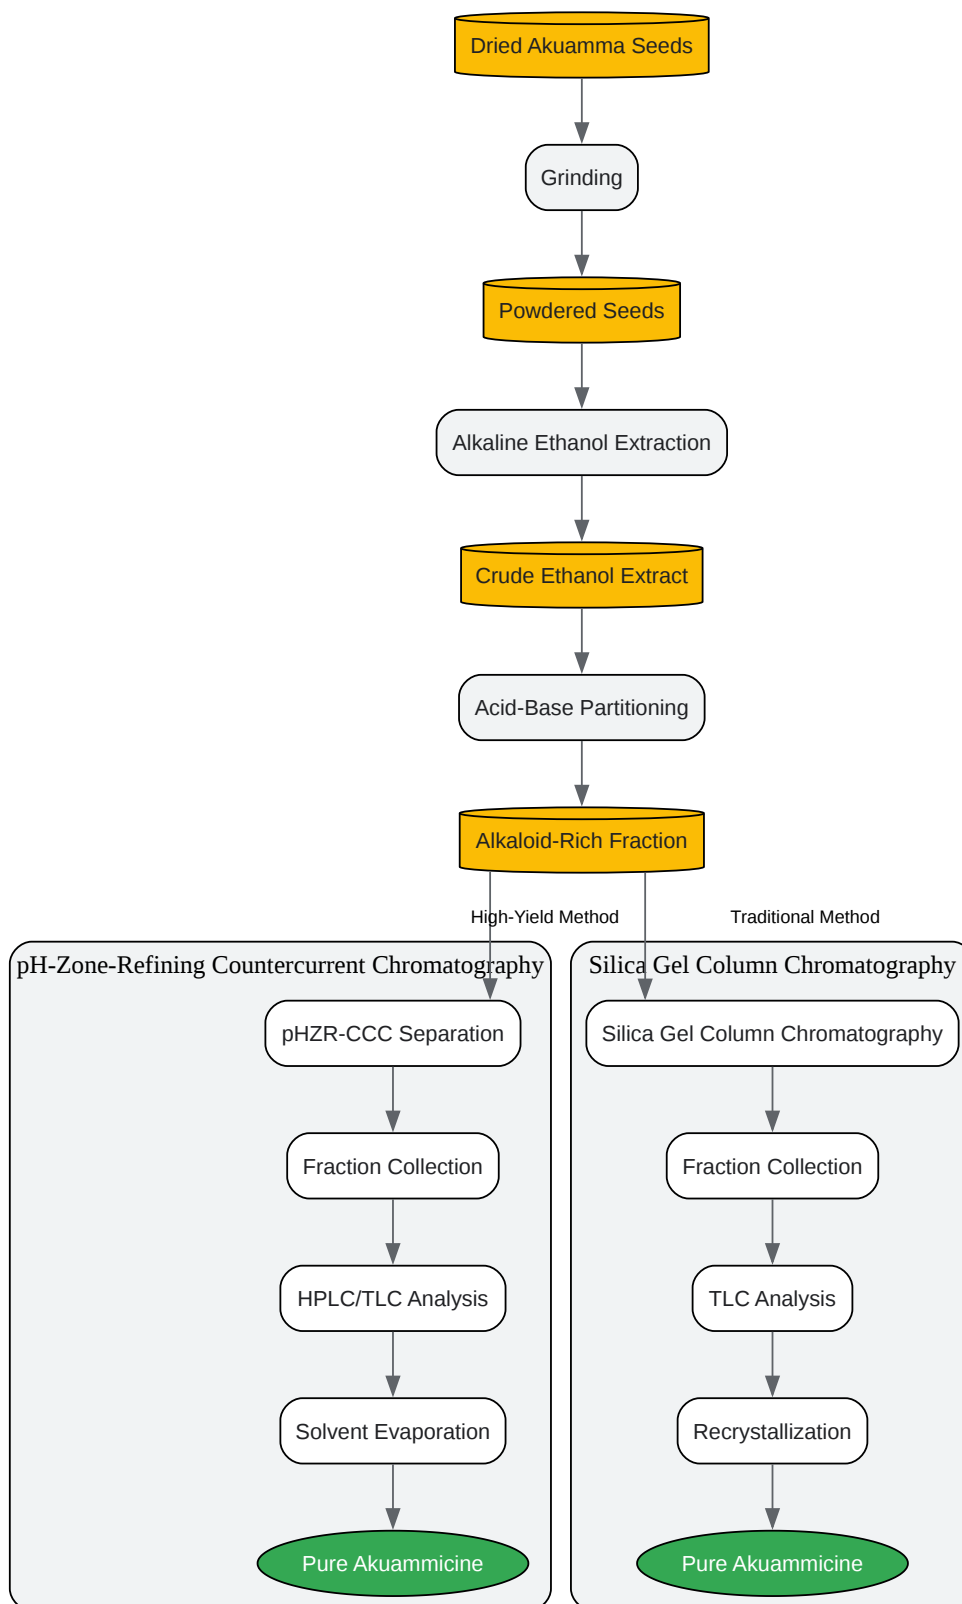 Dried Akuamma Seeds
Grinding
Powdered Seeds
Alkaline Ethanol Extraction
Crude Ethanol Extract
Acid-Base Partitioning
Alkaloid-Rich Fraction
High-Yield Method
Traditional Method
pH-Zone-Refining Countercurrent Chromatography
pHZR-CCC Separation
Fraction Collection
HPLC/TLC Analysis
Solvent Evaporation
Pure Akuammicine
Silica Gel Column Chromatography
Silica Gel Column Chromatography
Fraction Collection
TLC Analysis
Recrystallization
Pure Akuammicine